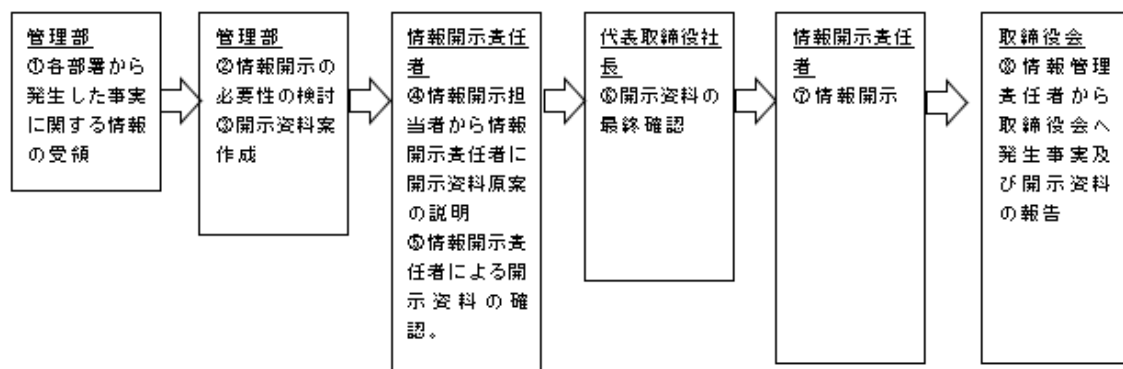 管理部
①各部署から
発生した事実
に関する情報
の受領
管理部
②情報開示の
必要性の検討
③開示資料案
作成
情報開示責任
者
④情報開示担
当者から情報
開示責任者に
開示資料原案
の説明
⑤情報開示責
任者による開
示資料の確
認。
代表取締役社
長
⑥開示資料の
最終確認
情報開示責任
者
⑦情報開示
取締役会
⑧情報管理
責任者から
取締役会へ
発生事実及
び開示資料
の報告